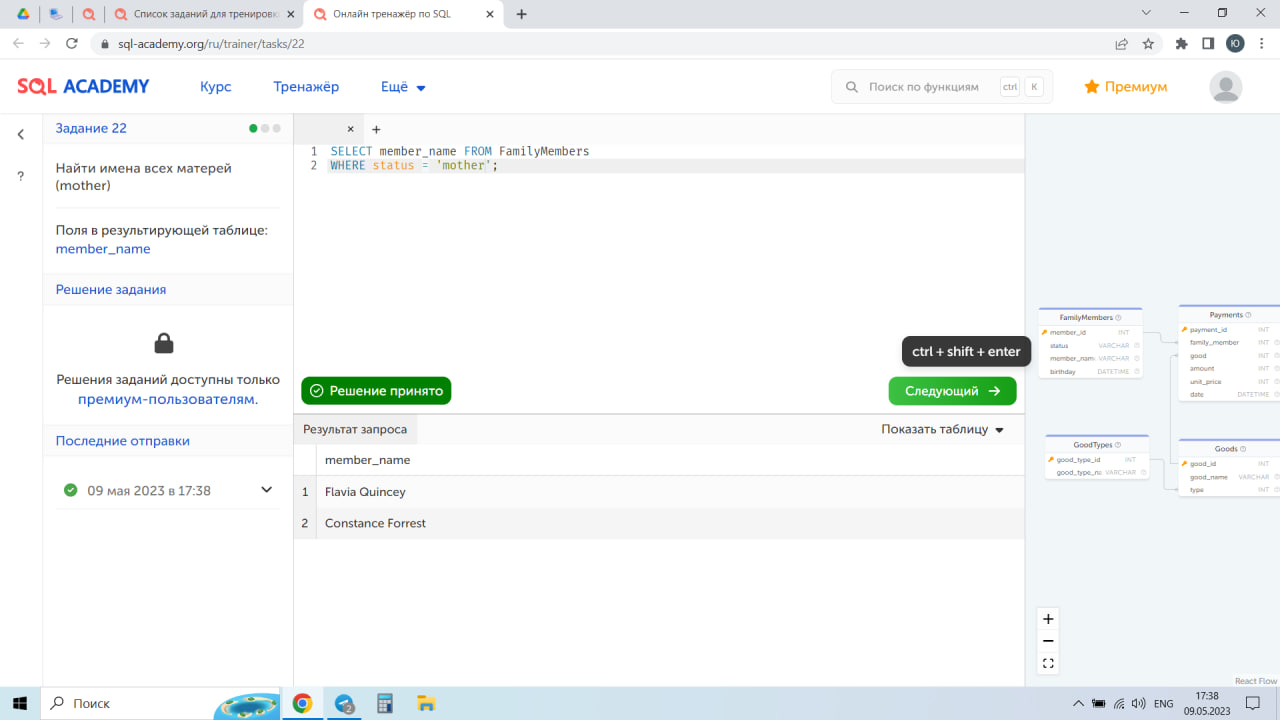 Список заданий для тренировк
Онлайн тренажёр по SQL
sql-academy.org/ru/trainer/tasks/22
Ю
SQL ACADEMY
Курс
Тренажёр
Ещё
Поиск по функциям
ctrl
K
Премиум
Задание 22
Найти имена всех матерей
(mother)
Поля в результирующей таблице:
member_name
Решение задания
Решения заданий доступны только
премиум-пользователям.
Последние отправки
09 мая 2023 в 17:38
?
1 SELECT member_name FROM FamilyMembers
2 WHERE status = 'mother';
ctrl + shift + enter
Решение принято
Следующий
Результат запроса
Показать таблицу
member_name
1 Flavia Quincey
2 Constance Forrest
FamilyMembers
member_id INT
status VARCHAR
member_nam VARCHAR
birthday DATETIME
Payments
payment_id INT
family_member INT
good INT
amount INT
unit_price INT
date DATETIME
GoodTypes
good_type_id INT
good_type_na VARCHAR
Goods
good_id INT
good_name VARCHAR
type INT
React Flow
Поиск
2
ENG
17:38
09.05.2023